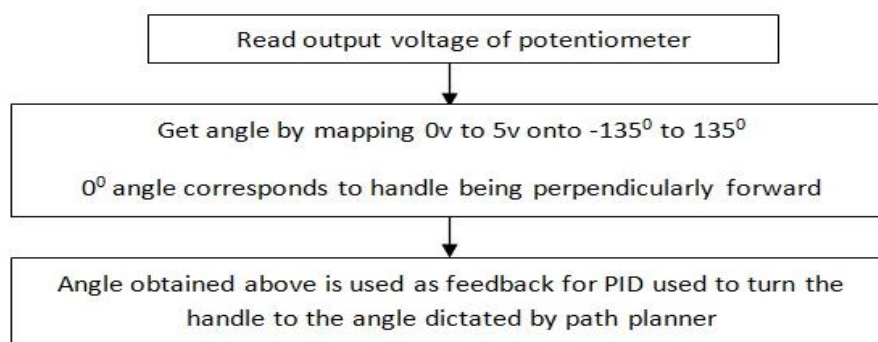 Read output voltage of potentiometer
Get angle by mapping 0v to 5v onto -135⁰ to 135⁰
0⁰ angle corresponds to handle being perpendicularly forward
Angle obtained above is used as feedback for PID used to turn the
handle to the angle dictated by path planner